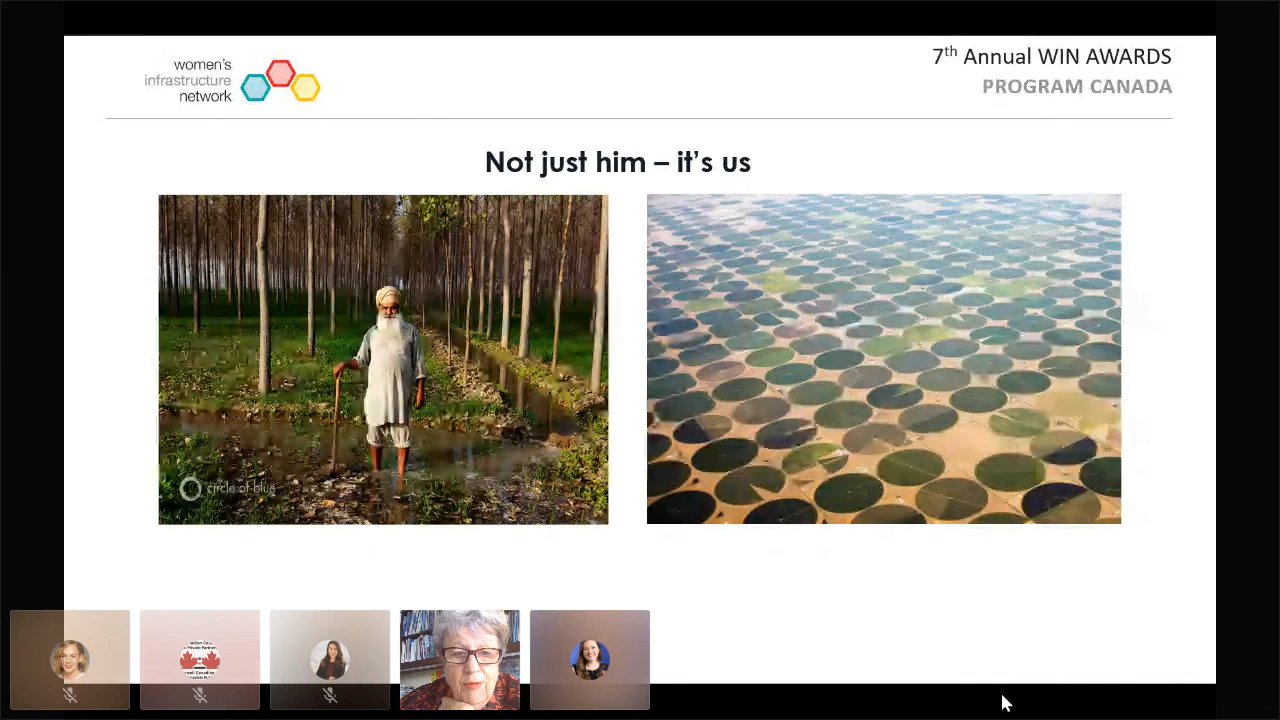 women's
infrastructure
network
7th Annual WIN AWARDS
PROGRAM CANADA
Not just him – it's us
circle of blue